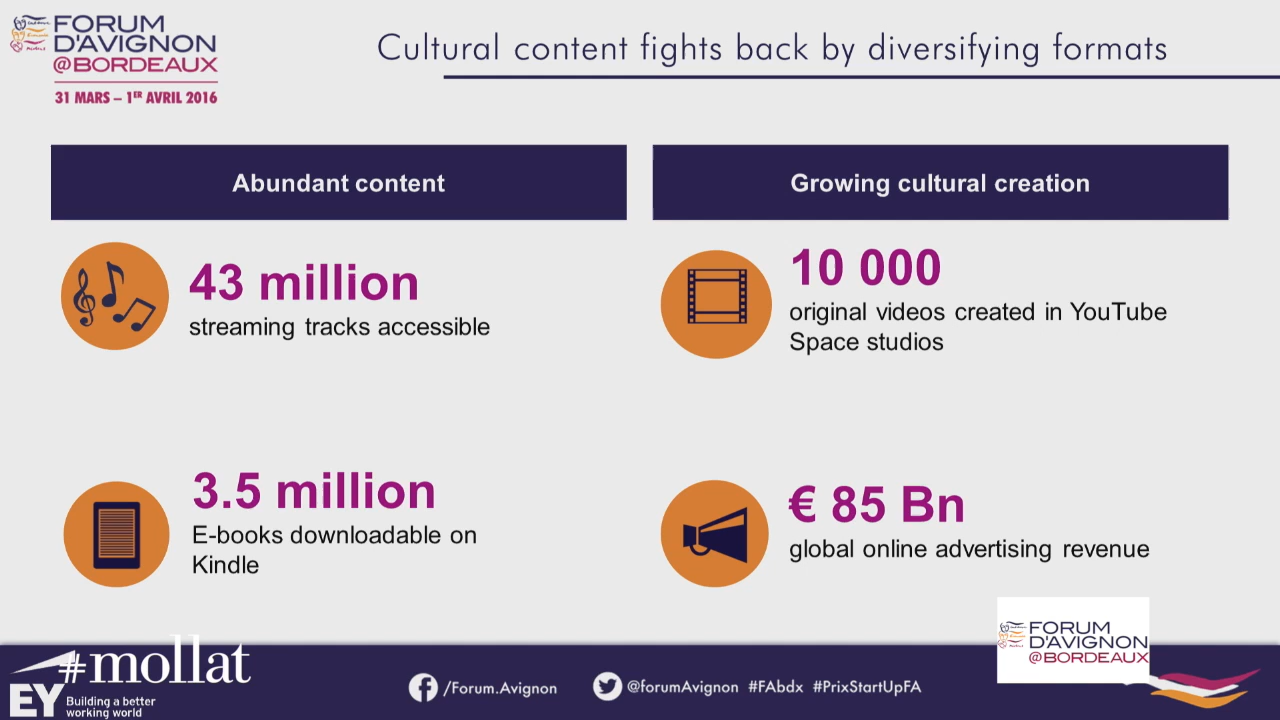 FORUM
D'AVIGNON
@BORDEAUX
31 MARS – 1ER AVRIL 2016
Cultural content fights back by diversifying formats
Abundant content
Growing cultural creation
43 million
streaming tracks accessible
10 000
original videos created in YouTube
Space studios
3.5 million
E-books downloadable on
Kindle
€ 85 Bn
global online advertising revenue
#mollat
EY
Building a better
working world
/Forum.Avignon
@forumAvignon #FAbdx #PrixStartUpFA
FORUM
D'AVIGNON
@BORDEAUX